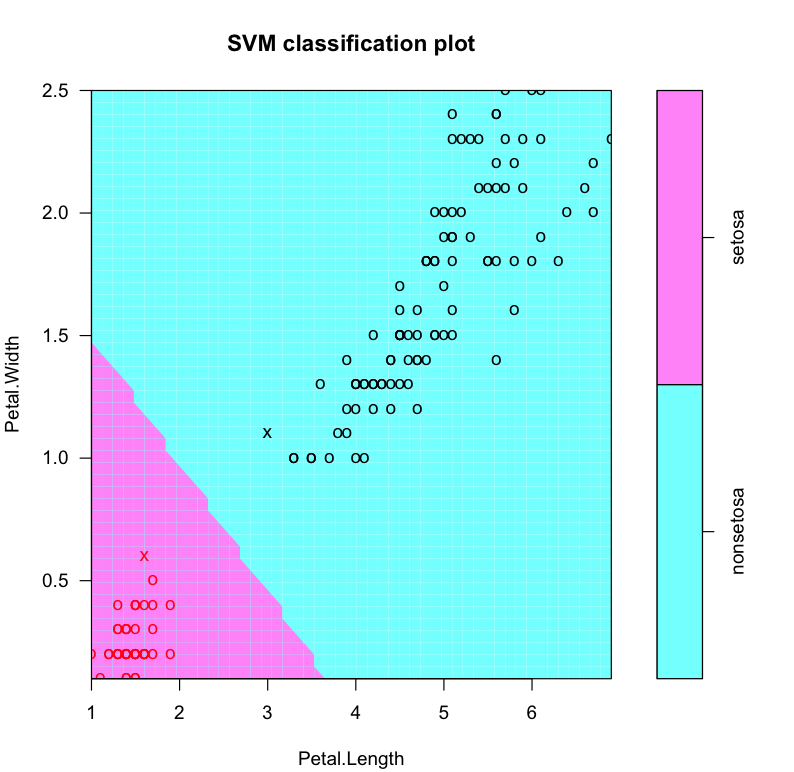 SVM classification plot
2.5
2.0
1.5
1.0
0.5
Petal.Width
1 2 3 4 5 6
Petal.Length
setosa
nonsetosa